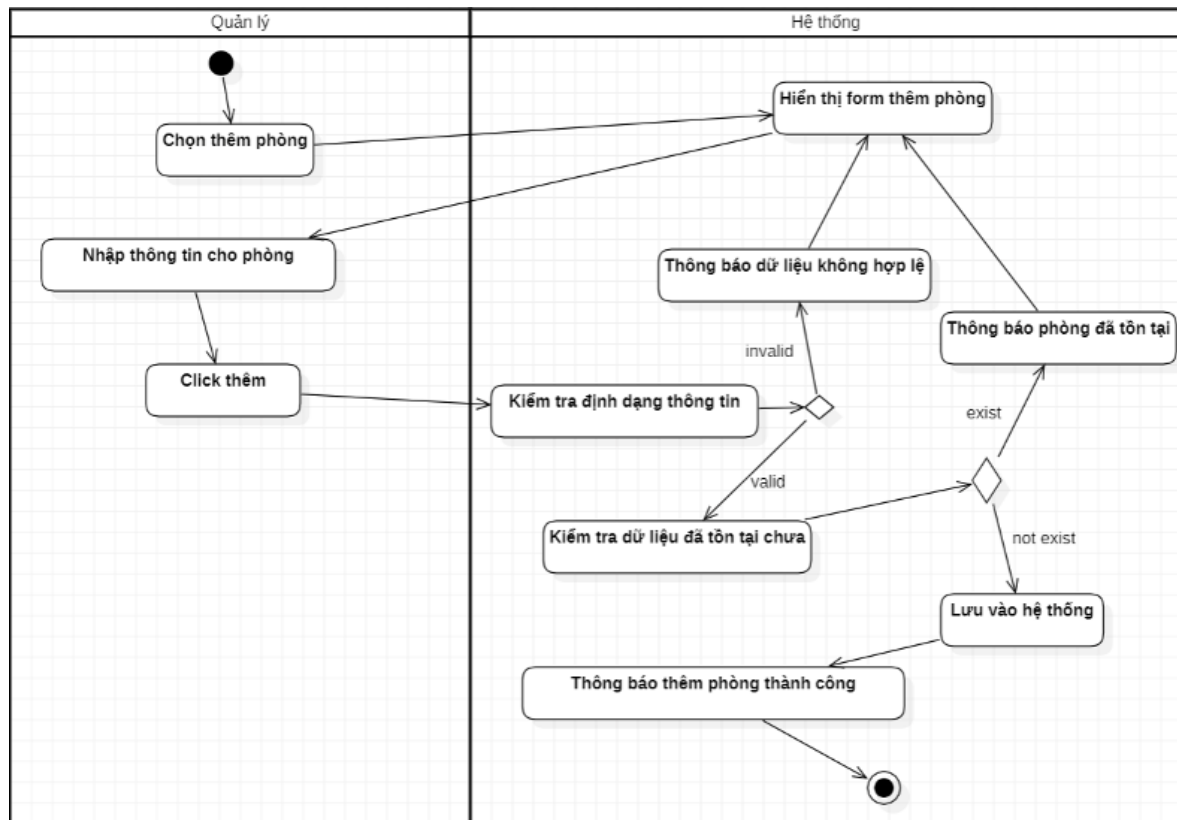 Quản lý
Hệ thống
Hiển thị form thêm phòng
Chọn thêm phòng
Nhập thông tin cho phòng
Thông báo dữ liệu không hợp lệ
Thông báo phòng đã tồn tại
invalid
Click thêm
Kiểm tra định dạng thông tin
exist
valid
Kiểm tra dữ liệu đã tồn tại chưa
not exist
Lưu vào hệ thống
Thông báo thêm phòng thành công